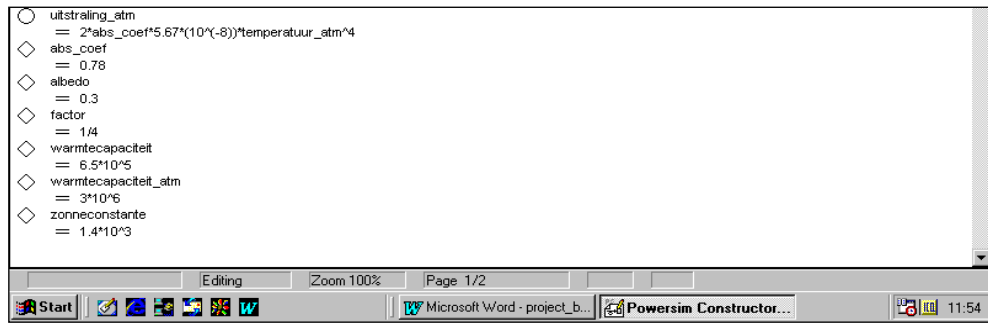 uitstraling_atm
= 2*abs_coef*5.67*(10^(-8))*temperatuur_atm^4
abs_coef
= 0.78
albedo
= 0.3
factor
= 1/4
warmtecapaciteit
= 6.5*10^5
warmtecapaciteit_atm
= 3*10^6
zonneconstante
= 1.4*10^3
Editing Zoom 100% Page 1/2
Start Microsoft Word - project_b... Powersim Constructor... 11:54